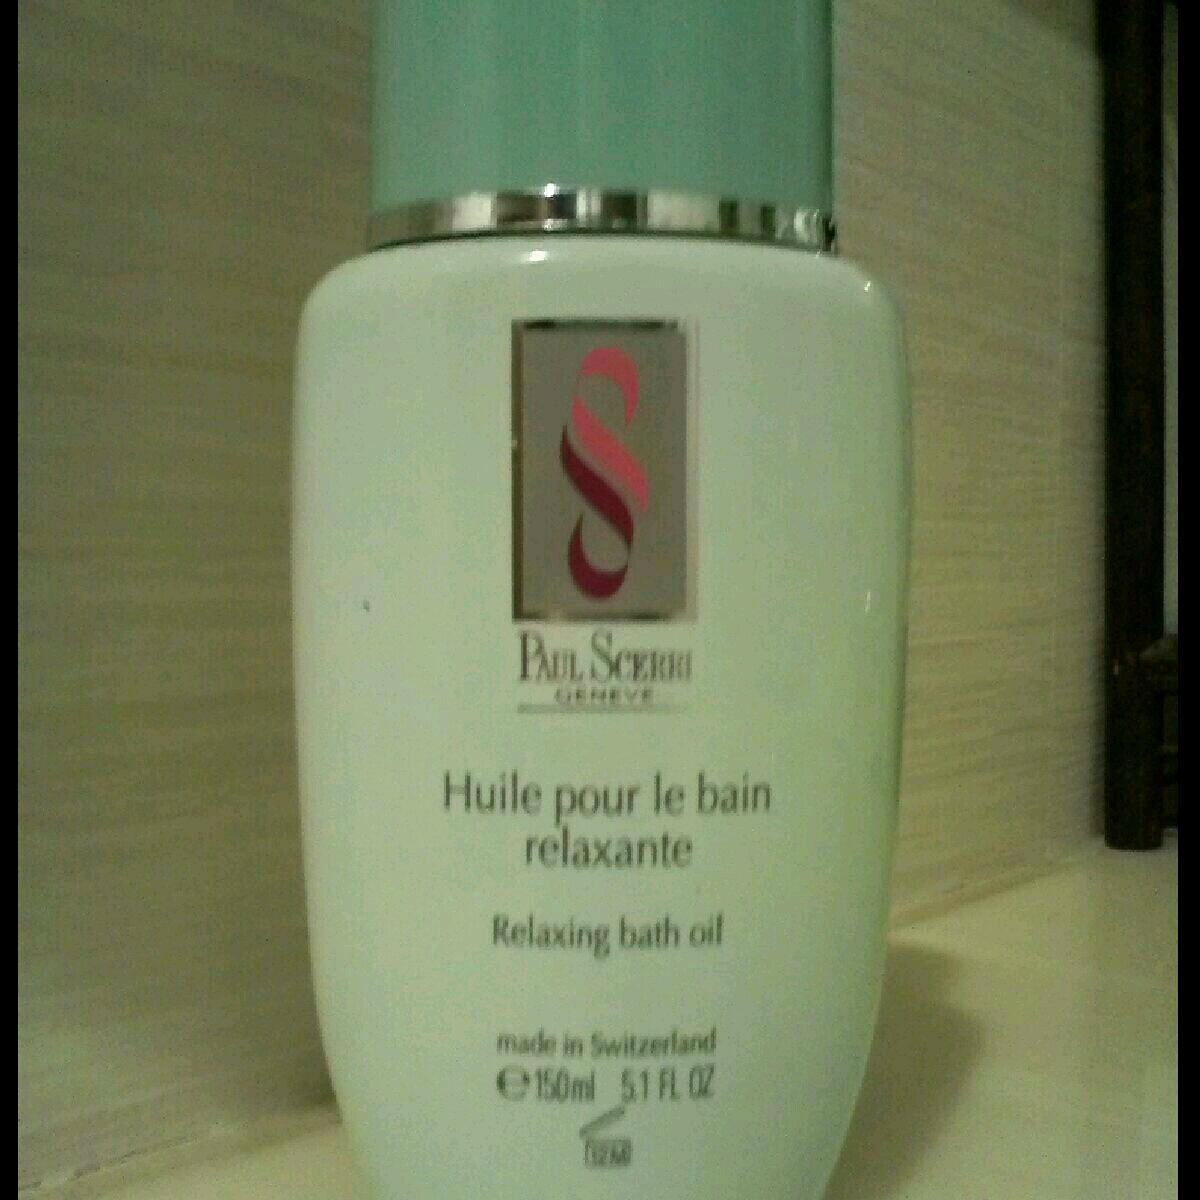 PAUL SCERRI
GENEVE
Huile pour le bain
relaxante
Relaxing bath oil
made in Switzerland
℮ 150ml 5.1 FL OZ
12M